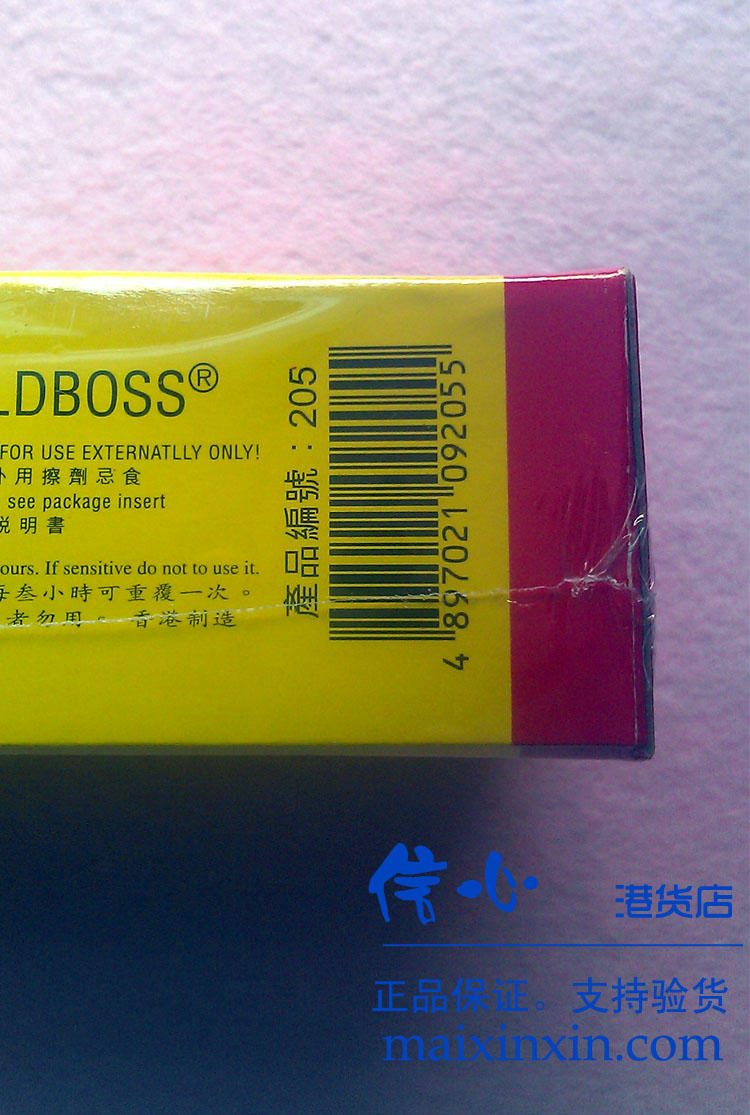 LDBOSS®
FOR USE EXTERNATLLY ONLY!
外用擦劑忌食
see package insert
説明書
ours. If sensitive do not to use it.
每叁小時可重覆一次。
者勿用。香港制造
產品編號：205
4 897021 092055
信心 港货店
正品保证。支持验货
maixinxin.com